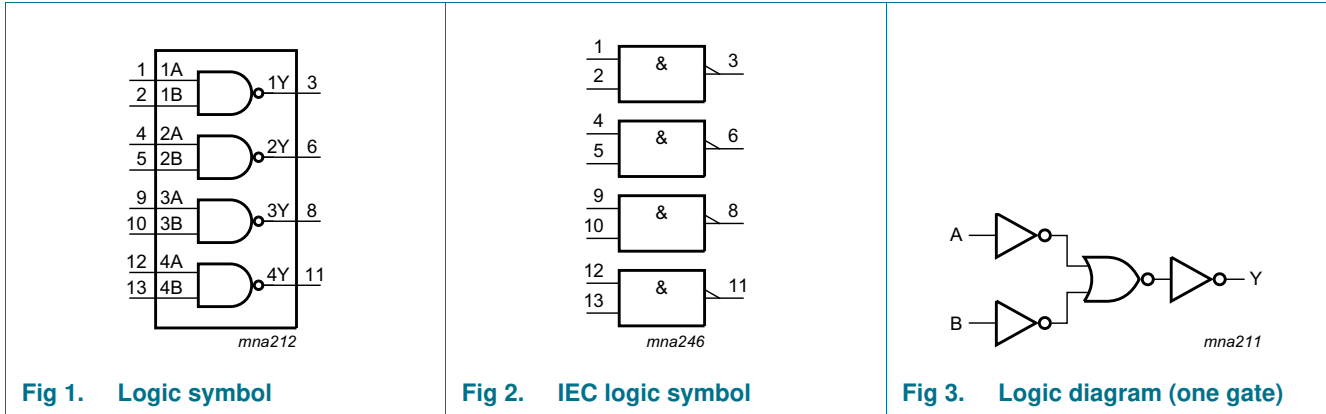 1 1A 1Y 3
2 1B
4 2A 2Y 6
5 2B
9 3A 3Y 8
10 3B
12 4A 4Y 11
13 4B
mna212
Fig 1. Logic symbol
1 & 3
2
4 & 6
5
9 & 8
10
12 & 11
13
mna246
Fig 2. IEC logic symbol
A
Y
B
mna211
Fig 3. Logic diagram (one gate)